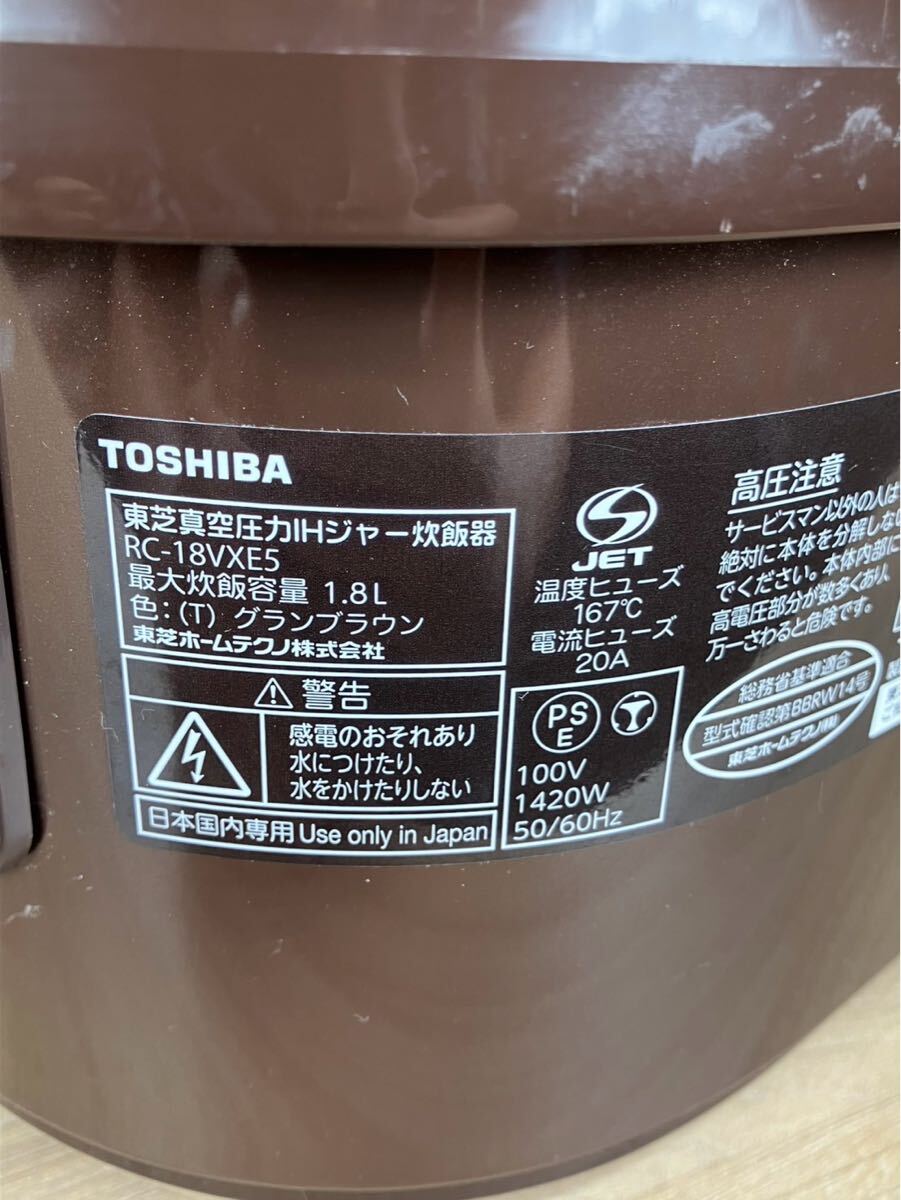 TOSHIBA
東芝真空圧力IHジャー炊飯器
RC-18VXE5
最大炊飯容量 1.8L
色:(T) グランブラウン
東芝ホームテクノ株式会社
警告
感電のおそれあり
水につけたり、
水をかけたりしない
日本国内専用 Use only in Japan
S
JET
温度ヒューズ
167℃
電流ヒューズ
20A
PS
E
100V
1420W
50/60Hz
高圧注意
サービスマン以外の人は
絶対に本体を分解しない
でください。本体内部に
高電圧部分が数多くあり、
万一さわると危険です。
総務省基準適合
型式確認第BBRW14号
東芝ホームテクノ(株)